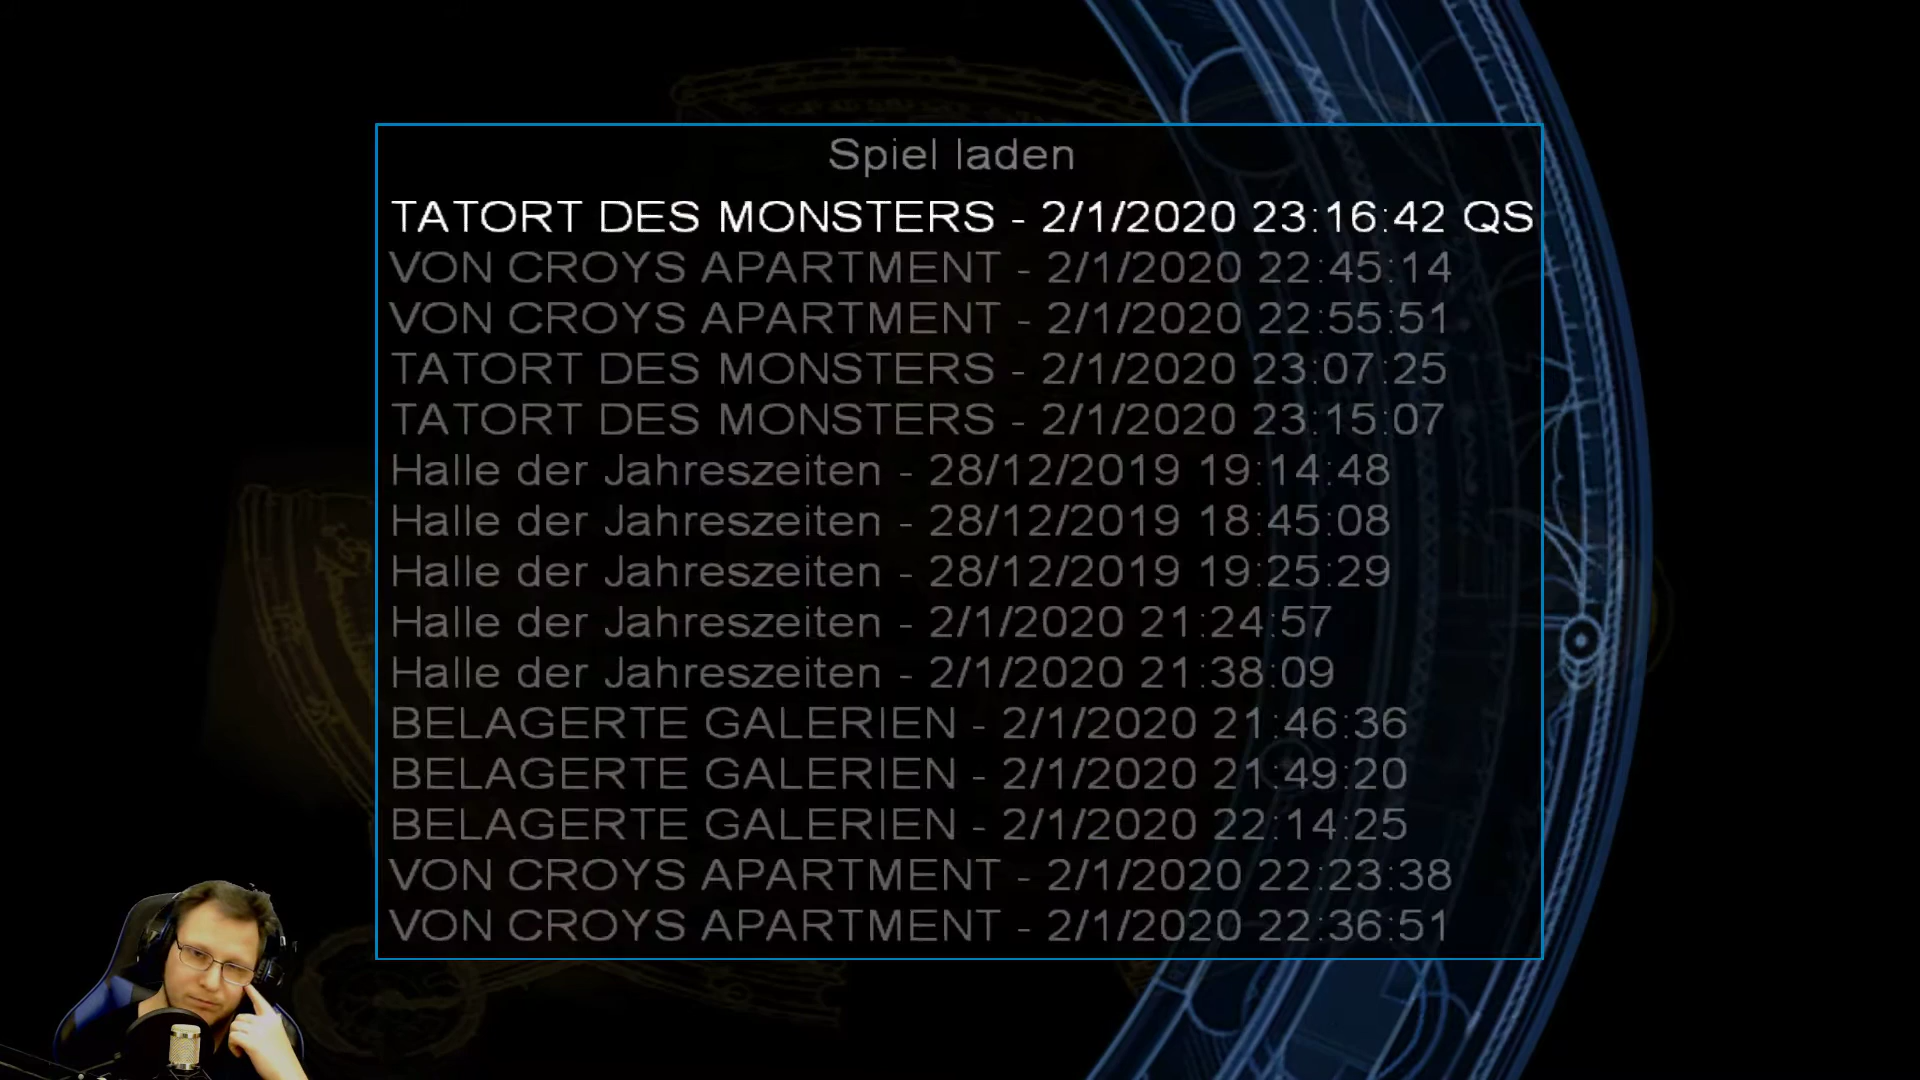 Spiel laden
TATORT DES MONSTERS - 2/1/2020 23:16:42 QS
VON CROYS APARTMENT - 2/1/2020 22:45:14
VON CROYS APARTMENT - 2/1/2020 22:55:51
TATORT DES MONSTERS - 2/1/2020 23:07:25
TATORT DES MONSTERS - 2/1/2020 23:15:07
Halle der Jahreszeiten - 28/12/2019 19:14:48
Halle der Jahreszeiten - 28/12/2019 18:45:08
Halle der Jahreszeiten - 28/12/2019 19:25:29
Halle der Jahreszeiten - 2/1/2020 21:24:57
Halle der Jahreszeiten - 2/1/2020 21:38:09
BELAGERTE GALERIEN - 2/1/2020 21:46:36
BELAGERTE GALERIEN - 2/1/2020 21:49:20
BELAGERTE GALERIEN - 2/1/2020 22:14:25
VON CROYS APARTMENT - 2/1/2020 22:23:38
VON CROYS APARTMENT - 2/1/2020 22:36:51